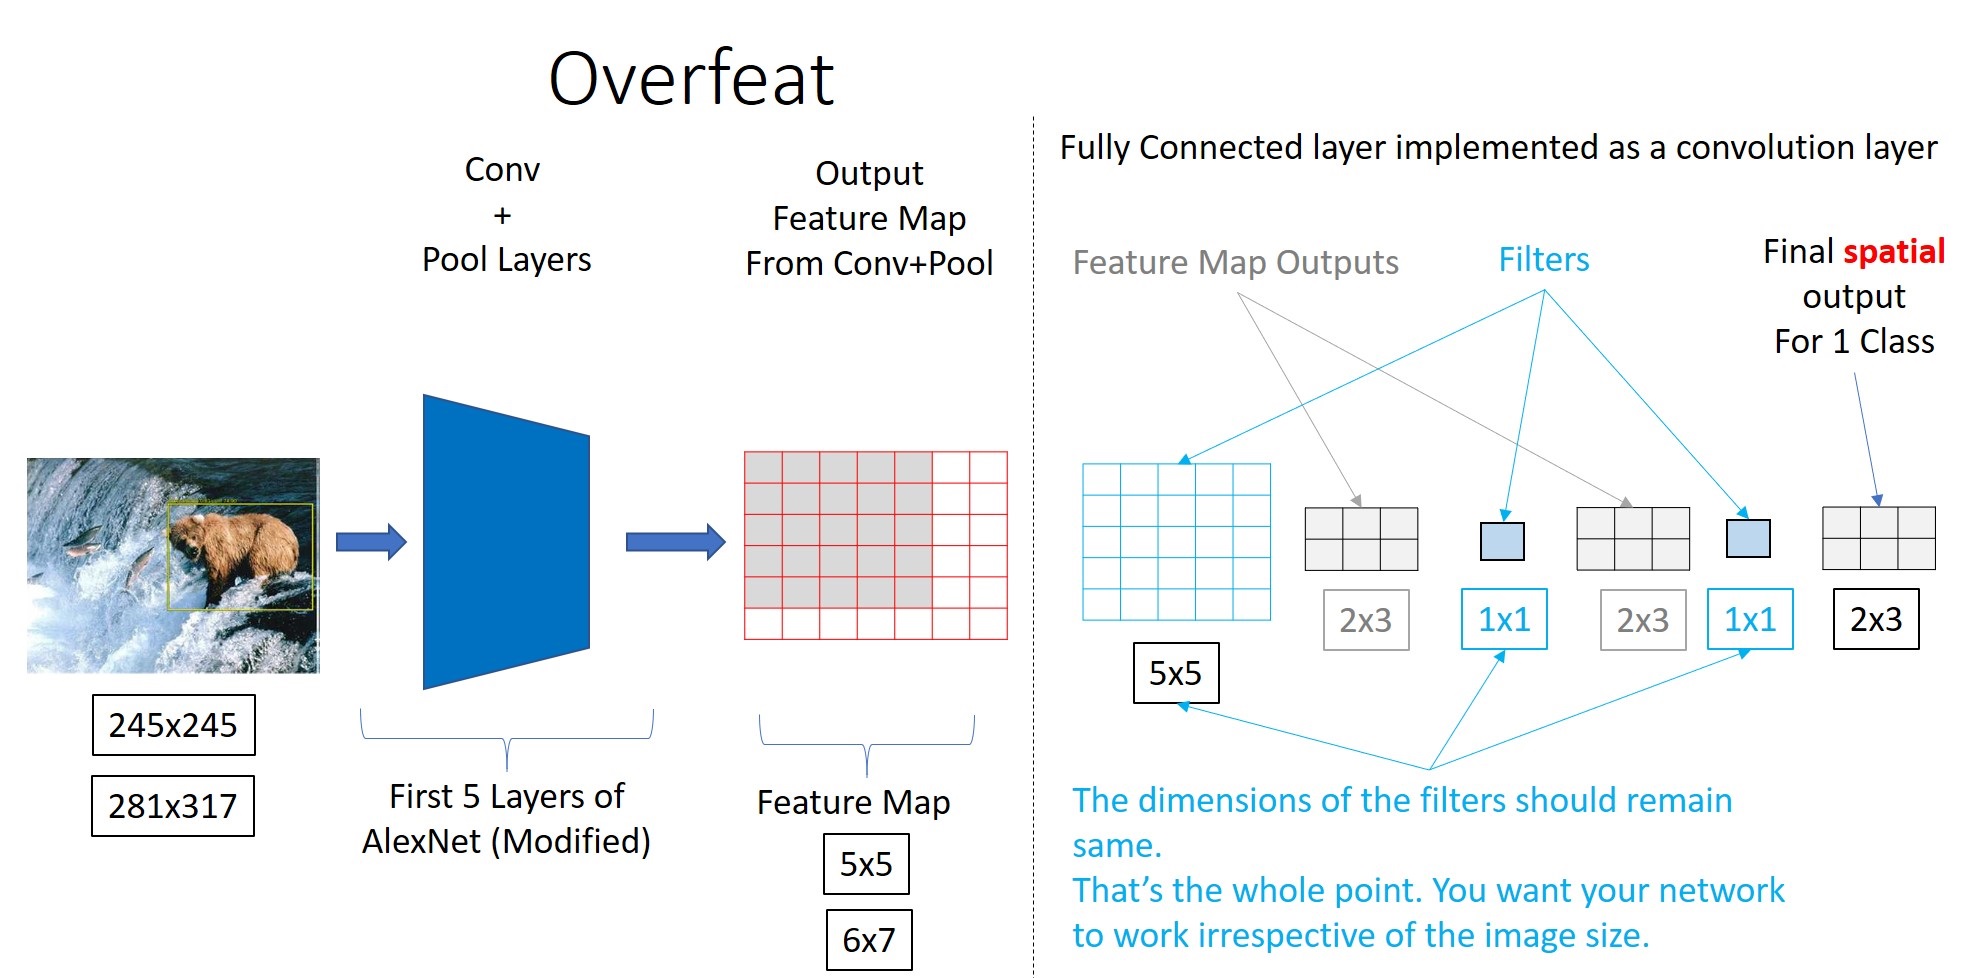 Overfeat
Conv
+
Pool Layers
Output
Feature Map
From Conv+Pool
245x245
281x317
First 5 Layers of
AlexNet (Modified)
Feature Map
5x5
6x7
Fully Connected layer implemented as a convolution layer
Feature Map Outputs
Filters
Final spatial
output
For 1 Class
5x5
2x3
1x1
2x3
1x1
2x3
The dimensions of the filters should remain
same.
That’s the whole point. You want your network
to work irrespective of the image size.